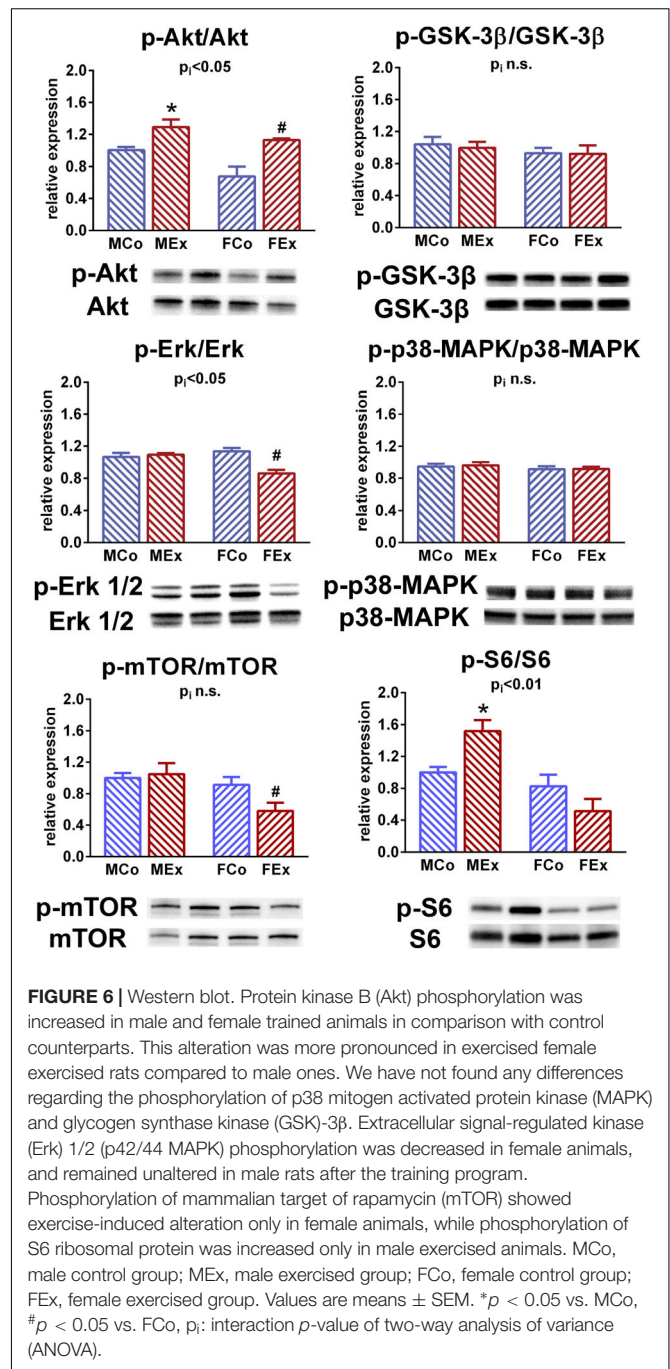 p-Akt/Akt
p-GSK-3β/GSK-3β
pi<0.05
pi n.s.
relative expression
2.0
1.6
1.2
0.8
0.4
0.0
*
#
MCo MEx FCo FEx
relative expression
2.0
1.6
1.2
0.8
0.4
0.0
MCo MEx FCo FEx
p-Akt
Akt
p-GSK-3β
GSK-3β
p-Erk/Erk
p-p38-MAPK/p38-MAPK
pi<0.05
pi n.s.
relative expression
2.0
1.6
1.2
0.8
0.4
0.0
#
MCo MEx FCo FEx
relative expression
2.0
1.6
1.2
0.8
0.4
0.0
MCo MEx FCo FEx
p-Erk 1/2
Erk 1/2
p-p38-MAPK
p38-MAPK
p-mTOR/mTOR
p-S6/S6
pi n.s.
pi<0.01
relative expression
2.0
1.6
1.2
0.8
0.4
0.0
#
MCo MEx FCo FEx
relative expression
2.0
1.6
1.2
0.8
0.4
0.0
*
MCo MEx FCo FEx
p-mTOR
mTOR
p-S6
S6
FIGURE 6 | Western blot. Protein kinase B (Akt) phosphorylation was
increased in male and female trained animals in comparison with control
counterparts. This alteration was more pronounced in exercised female
exercised rats compared to male ones. We have not found any differences
regarding the phosphorylation of p38 mitogen activated protein kinase (MAPK)
and glycogen synthase kinase (GSK)-3β. Extracellular signal-regulated kinase
(Erk) 1/2 (p42/44 MAPK) phosphorylation was decreased in female animals,
and remained unaltered in male rats after the training program.
Phosphorylation of mammalian target of rapamycin (mTOR) showed
exercise-induced alteration only in female animals, while phosphorylation of
S6 ribosomal protein was increased only in male exercised animals. MCo,
male control group; MEx, male exercised group; FCo, female control group;
FEx, female exercised group. Values are means ± SEM. *p < 0.05 vs. MCo,
#p < 0.05 vs. FCo, pi: interaction p-value of two-way analysis of variance
(ANOVA).